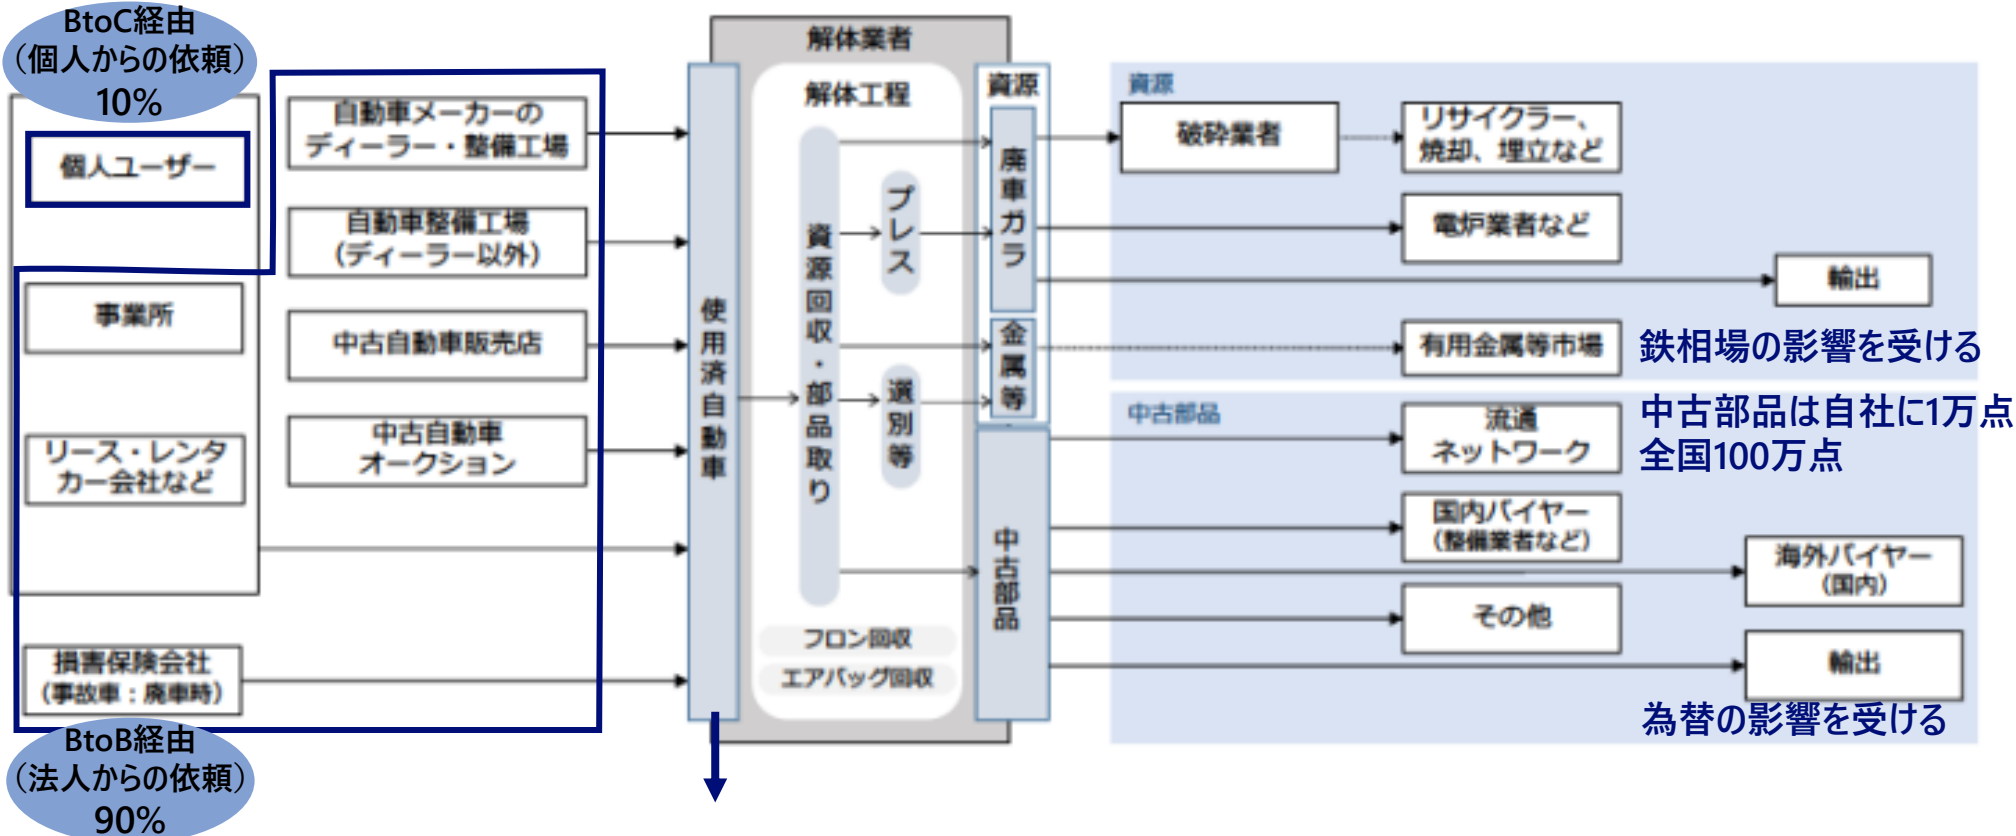 BtoC経由
（個人からの依頼）
10%
個人ユーザー
事業所
リース・レンタ
カー会社など
損害保険会社
（事故車：廃車時）
BtoB経由
（法人からの依頼）
90%
自動車メーカーの
ディーラー・整備工場
自動車整備工場
（ディーラー以外）
中古自動車販売店
中古自動車
オークション
使用済自動車
解体業者
解体工程
資源回収・部品取り
プレス
選別等
フロン回収
エアバッグ回収
資源
廃車ガラ
金属等
中古部品
資源
破砕業者
リサイクラー、
焼却、埋立など
電炉業者など
輸出
有用金属等市場
鉄相場の影響を受ける
中古部品
流通
ネットワーク
中古部品は自社に1万点
全国100万点
国内バイヤー
（整備業者など）
海外バイヤー
（国内）
その他
輸出
為替の影響を受ける